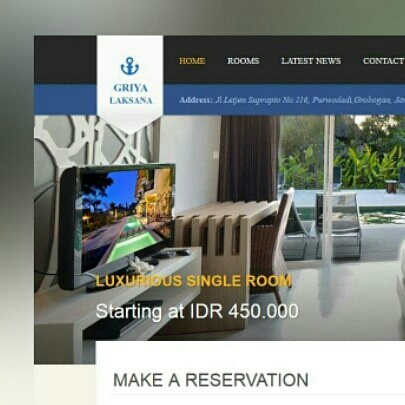 HOME ROOMS LATEST NEWS CONTACT
GRIYA
LAKSANA
Address: Jl. Letjen Suprapto No. 116, Purwodadi, Grobogan,
LUXURIOUS SINGLE ROOM
Starting at IDR 450.000
MAKE A RESERVATION